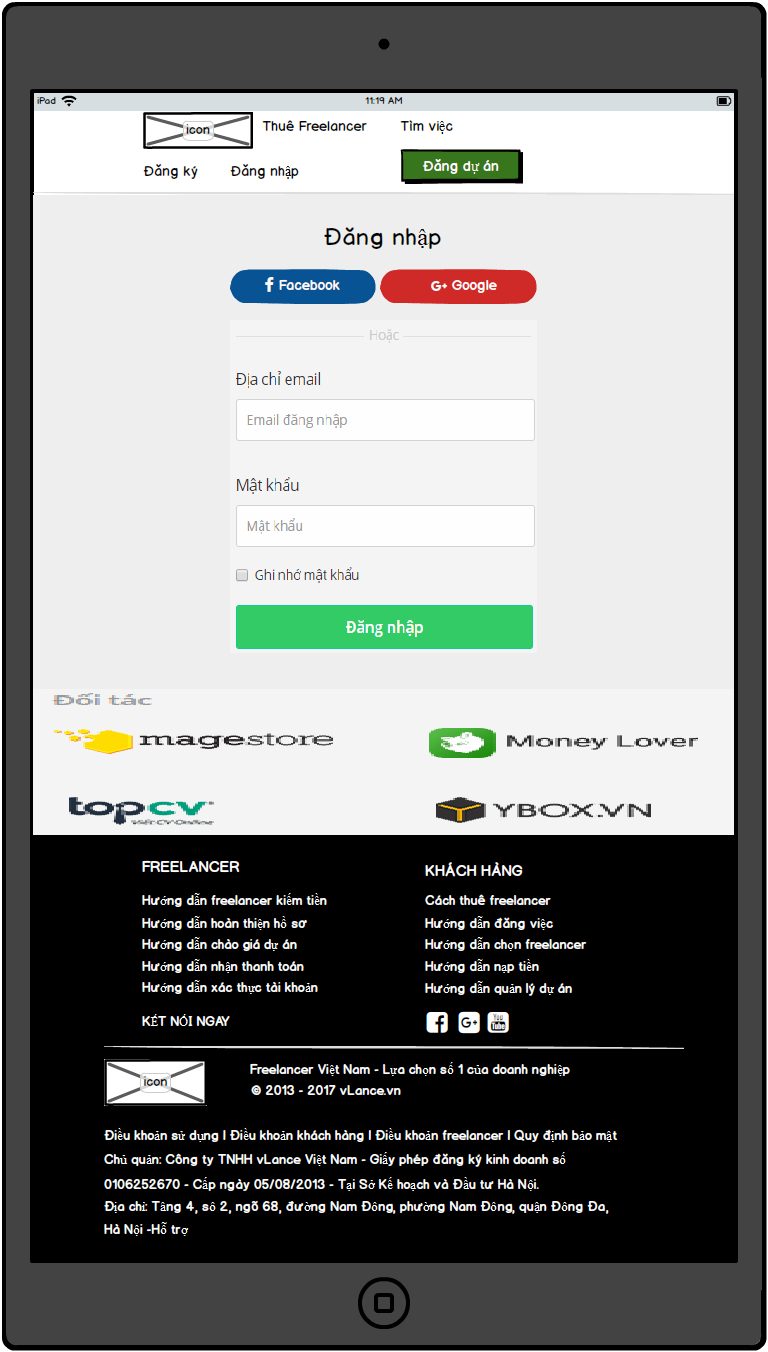 iPad
11:19 AM
icon
Thuê Freelancer
Tìm việc
Đăng ký
Đăng nhập
Đăng dự án
Đăng nhập
f Facebook
G+ Google
Hoặc
Địa chỉ email
Email đăng nhập
Mật khẩu
Mật khẩu
Ghi nhớ mật khẩu
Đăng nhập
Đối tác
magestore
Money Lover
topcv
Viết CV Online
YBOX.VN
FREELANCER
Hướng dẫn freelancer kiếm tiền
Hướng dẫn hoàn thiện hồ sơ
Hướng dẫn chào giá dự án
Hướng dẫn nhận thanh toán
Hướng dẫn xác thực tài khoản
KẾT NỐI NGAY
KHÁCH HÀNG
Cách thuê freelancer
Hướng dẫn đăng việc
Hướng dẫn chọn freelancer
Hướng dẫn nạp tiền
Hướng dẫn quản lý dự án
f G+ You Tube
icon
Freelancer Việt Nam - Lựa chọn số 1 của doanh nghiệp
© 2013 - 2017 vLance.vn
Điều khoản sử dụng | Điều khoản khách hàng | Điều khoản freelancer | Quy định bảo mật
Chủ quản: Công ty TNHH vLance Việt Nam - Giấy phép đăng ký kinh doanh số
0106252670 - Cấp ngày 05/08/2013 - Tại Sở Kế hoạch và Đầu tư Hà Nội.
Địa chỉ: Tầng 4, số 2, ngõ 68, đường Nam Đồng, phường Nam Đồng, quận Đống Đa,
Hà Nội -Hỗ trợ